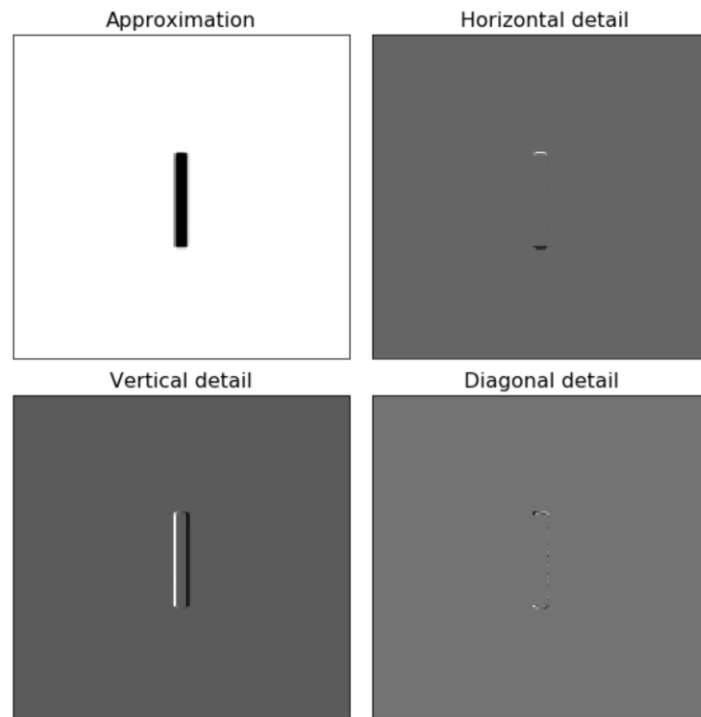 Approximation
Horizontal detail
Vertical detail
Diagonal detail